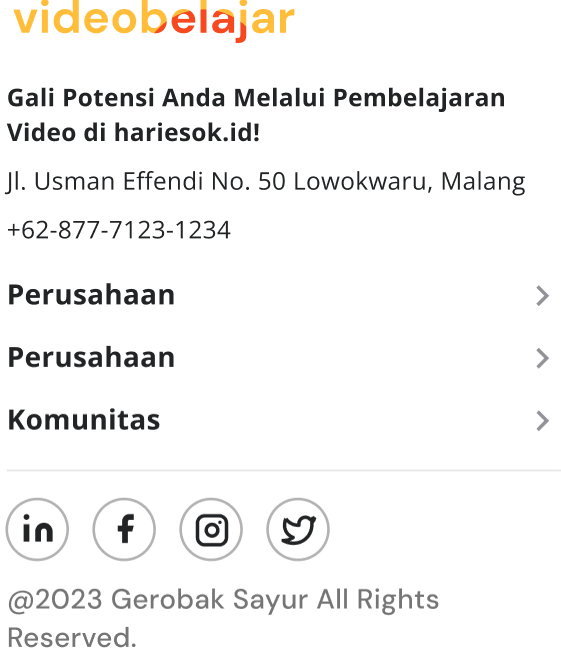 videobelajar
Gali Potensi Anda Melalui Pembelajaran
Video di hariesok.id!
Jl. Usman Effendi No. 50 Lowokwaru, Malang
+62-877-7123-1234
Perusahaan
Perusahaan
Komunitas
@2023 Gerobak Sayur All Rights
Reserved.